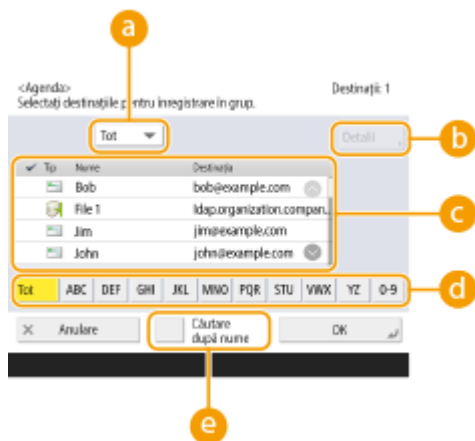 a
<Agenda>
Destinații: 1
Selectați destinațiile pentru înregistrare în grup.
Tot
Detalii
b
✓ Tip Nume Destinația
Bob bob@example.com
File 1 ldap.organization.compan...
c
Jim jim@example.com
John john@example.com
Tot ABC DEF GHI JKL MNO PQR STU VWX YZ 0-9
d
× Anulare
Căutare
după nume
OK
e